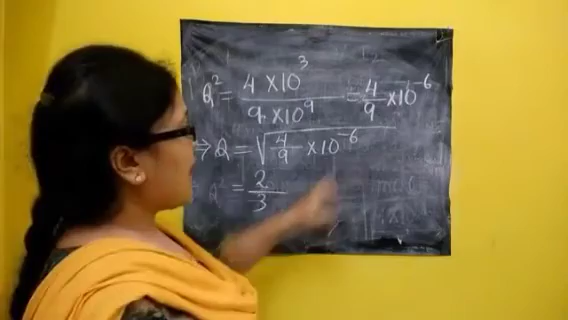 Q² = 4 × 10³ / 9 × 10⁹ = 4/9 × 10⁻⁶
⇒ Q = √(4/9 × 10⁻⁶)
= 2/3